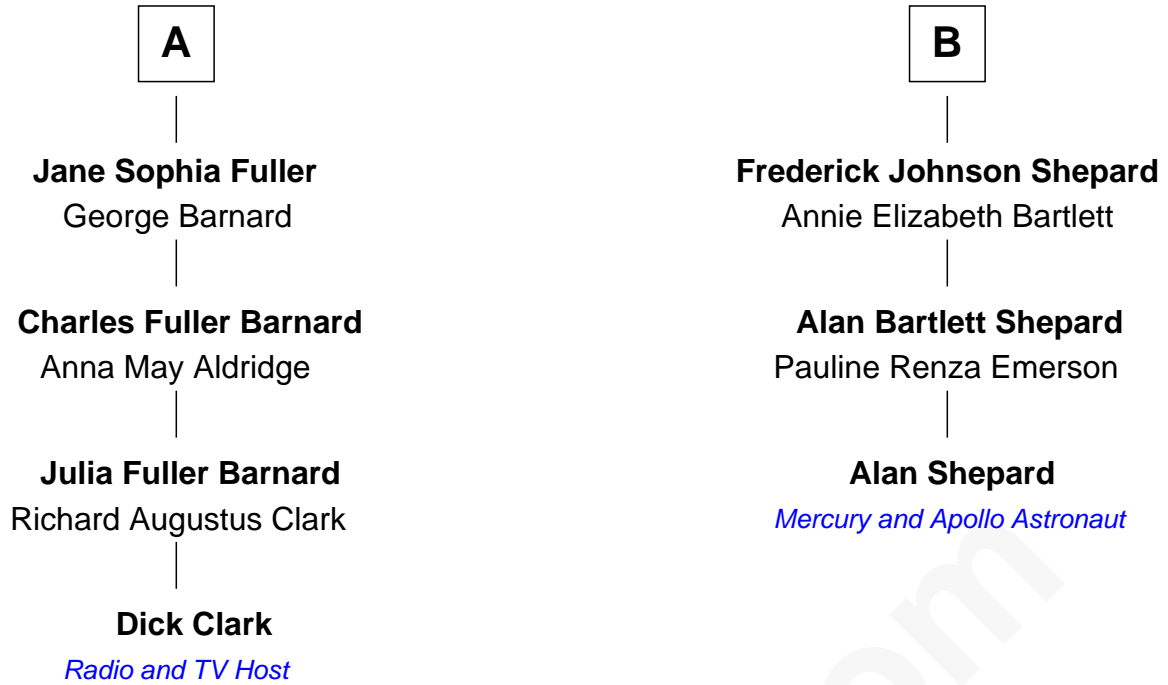 A
Jane Sophia Fuller
George Barnard
Charles Fuller Barnard
Anna May Aldridge
Julia Fuller Barnard
Richard Augustus Clark
Dick Clark
Radio and TV Host
B
Frederick Johnson Shepard
Annie Elizabeth Bartlett
Alan Bartlett Shepard
Pauline Renza Emerson
Alan Shepard
Mercury and Apollo Astronaut
om